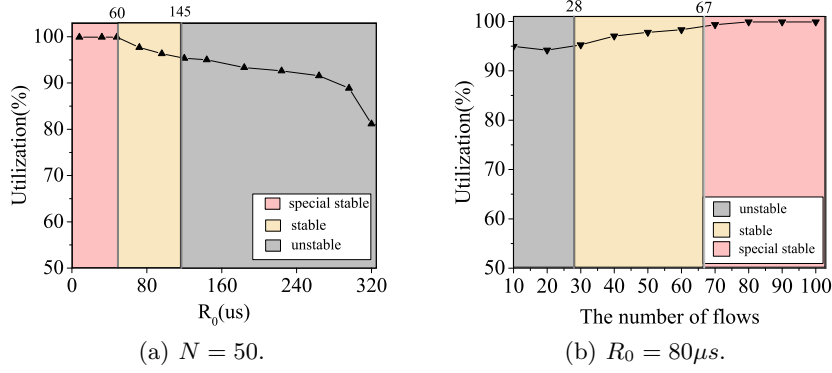 60 145
100
90
80
70
60
50
Utilization(%)
special stable
stable
unstable
0 80 160 240 320
R0(us)
(a) N = 50.
28 67
100
90
80
70
60
50
Utilization(%)
unstable
stable
special stable
10 20 30 40 50 60 70 80 90 100
The number of flows
(b) R0 = 80μs.